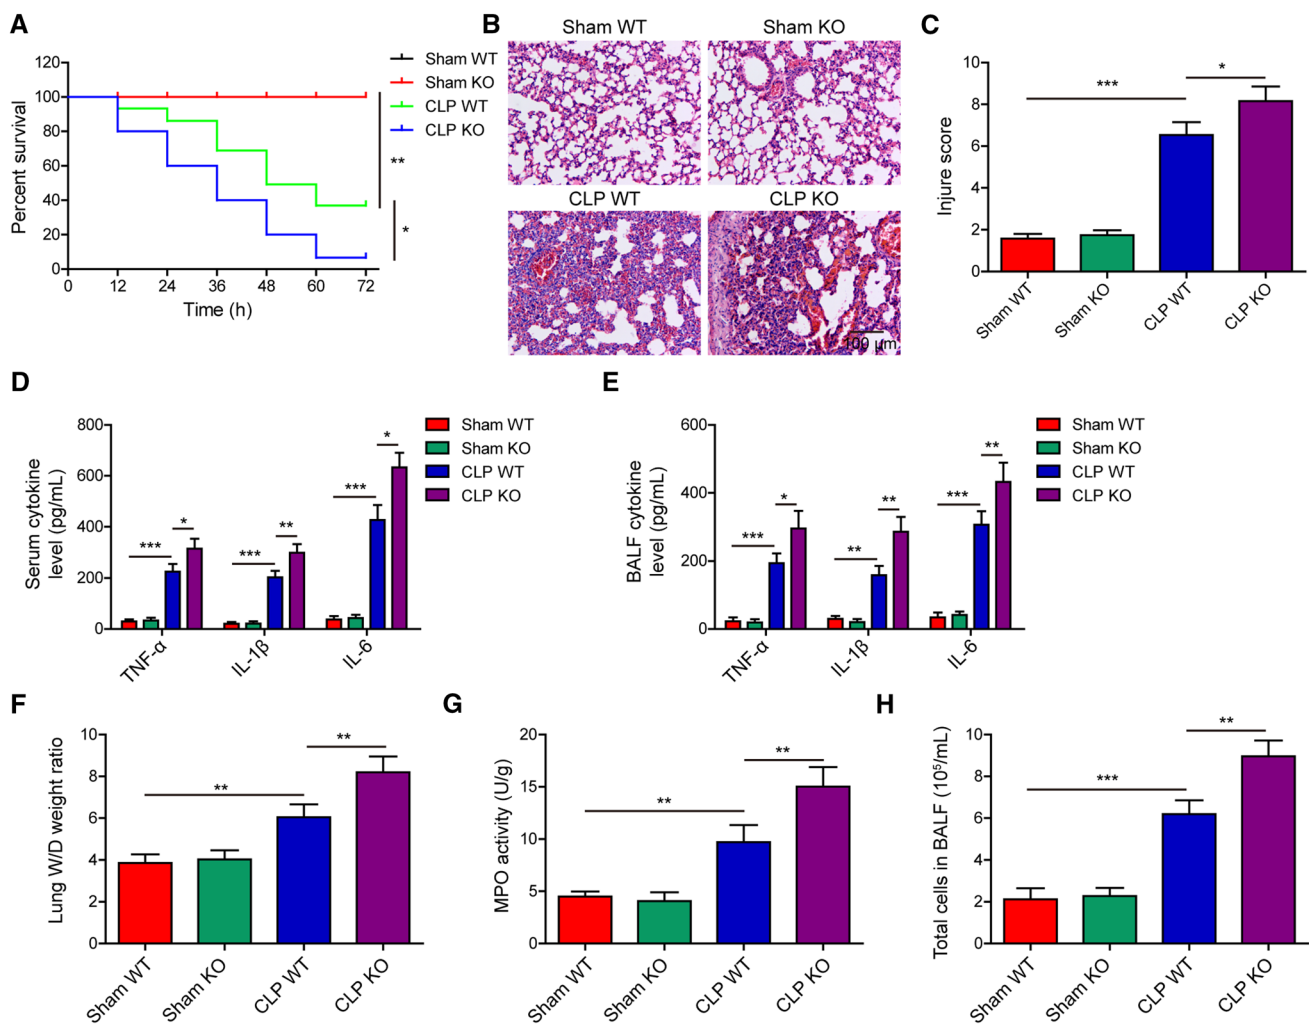 A
120
100
80
60
40
20
0
Percent survival
0 12 24 36 48 60 72
Time (h)
Sham WT
Sham KO
CLP WT
CLP KO
**
*
B
Sham WT Sham KO
CLP WT CLP KO
100 µm
C
10
8
6
4
2
0
Injure score
***
*
Sham WT Sham KO CLP WT CLP KO
D
800
600
400
200
0
Serum cytokine
level (pg/mL)
***
*
***
**
***
*
TNF-α IL-1β IL-6
Sham WT
Sham KO
CLP WT
CLP KO
E
600
400
200
0
BALF cytokine
level (pg/mL)
***
*
**
**
***
**
TNF-α IL-1β IL-6
Sham WT
Sham KO
CLP WT
CLP KO
F
10
8
6
4
2
0
Lung W/D weight ratio
**
**
Sham WT Sham KO CLP WT CLP KO
G
20
15
10
5
0
MPO activity (U/g)
**
**
Sham WT Sham KO CLP WT CLP KO
H
10
8
6
4
2
0
Total cells in BALF (10⁵/mL)
***
**
Sham WT Sham KO CLP WT CLP KO